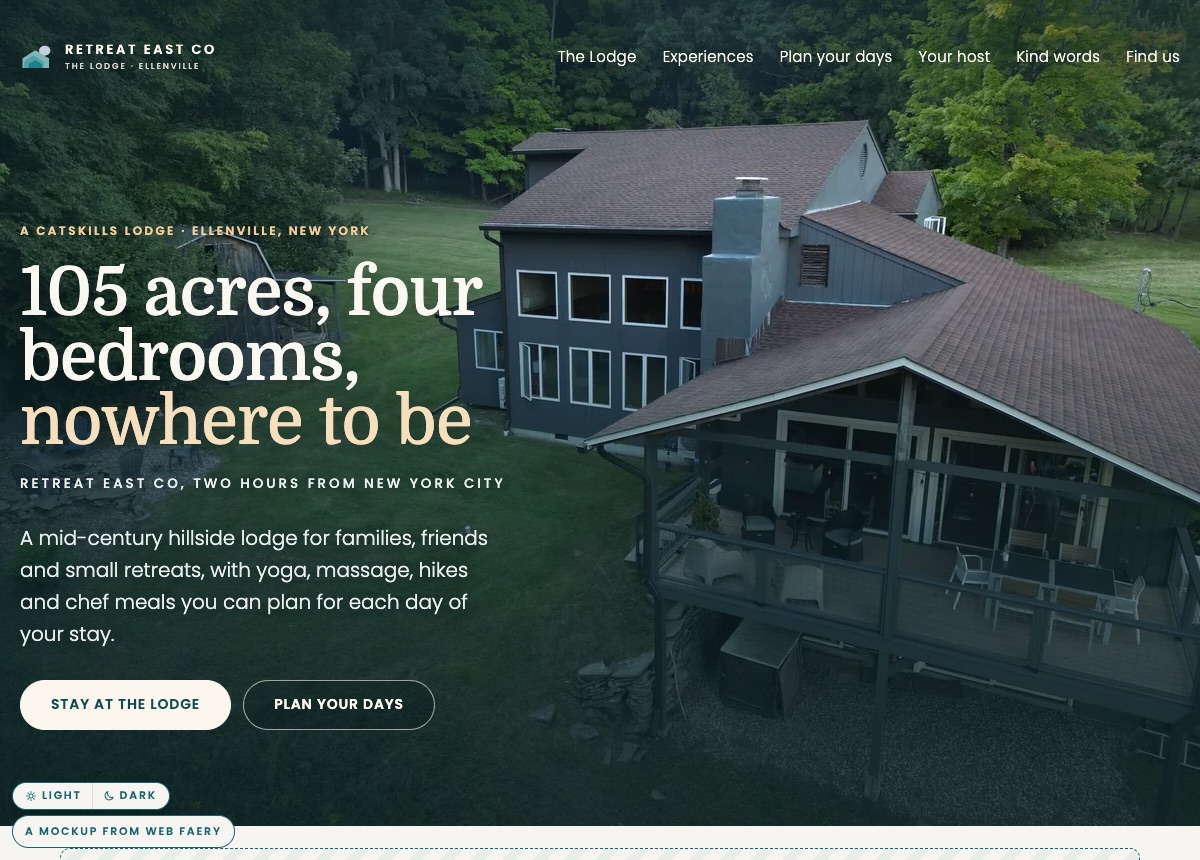 RETREAT EAST CO
THE LODGE · ELLENVILLE
The Lodge Experiences Plan your days Your host Kind words Find us
A CATSKILLS LODGE · ELLENVILLE, NEW YORK
105 acres, four
bedrooms,
nowhere to be
RETREAT EAST CO, TWO HOURS FROM NEW YORK CITY
A mid-century hillside lodge for families, friends
and small retreats, with yoga, massage, hikes
and chef meals you can plan for each day of
your stay.
STAY AT THE LODGE PLAN YOUR DAYS
LIGHT DARK
A MOCKUP FROM WEB FAERY